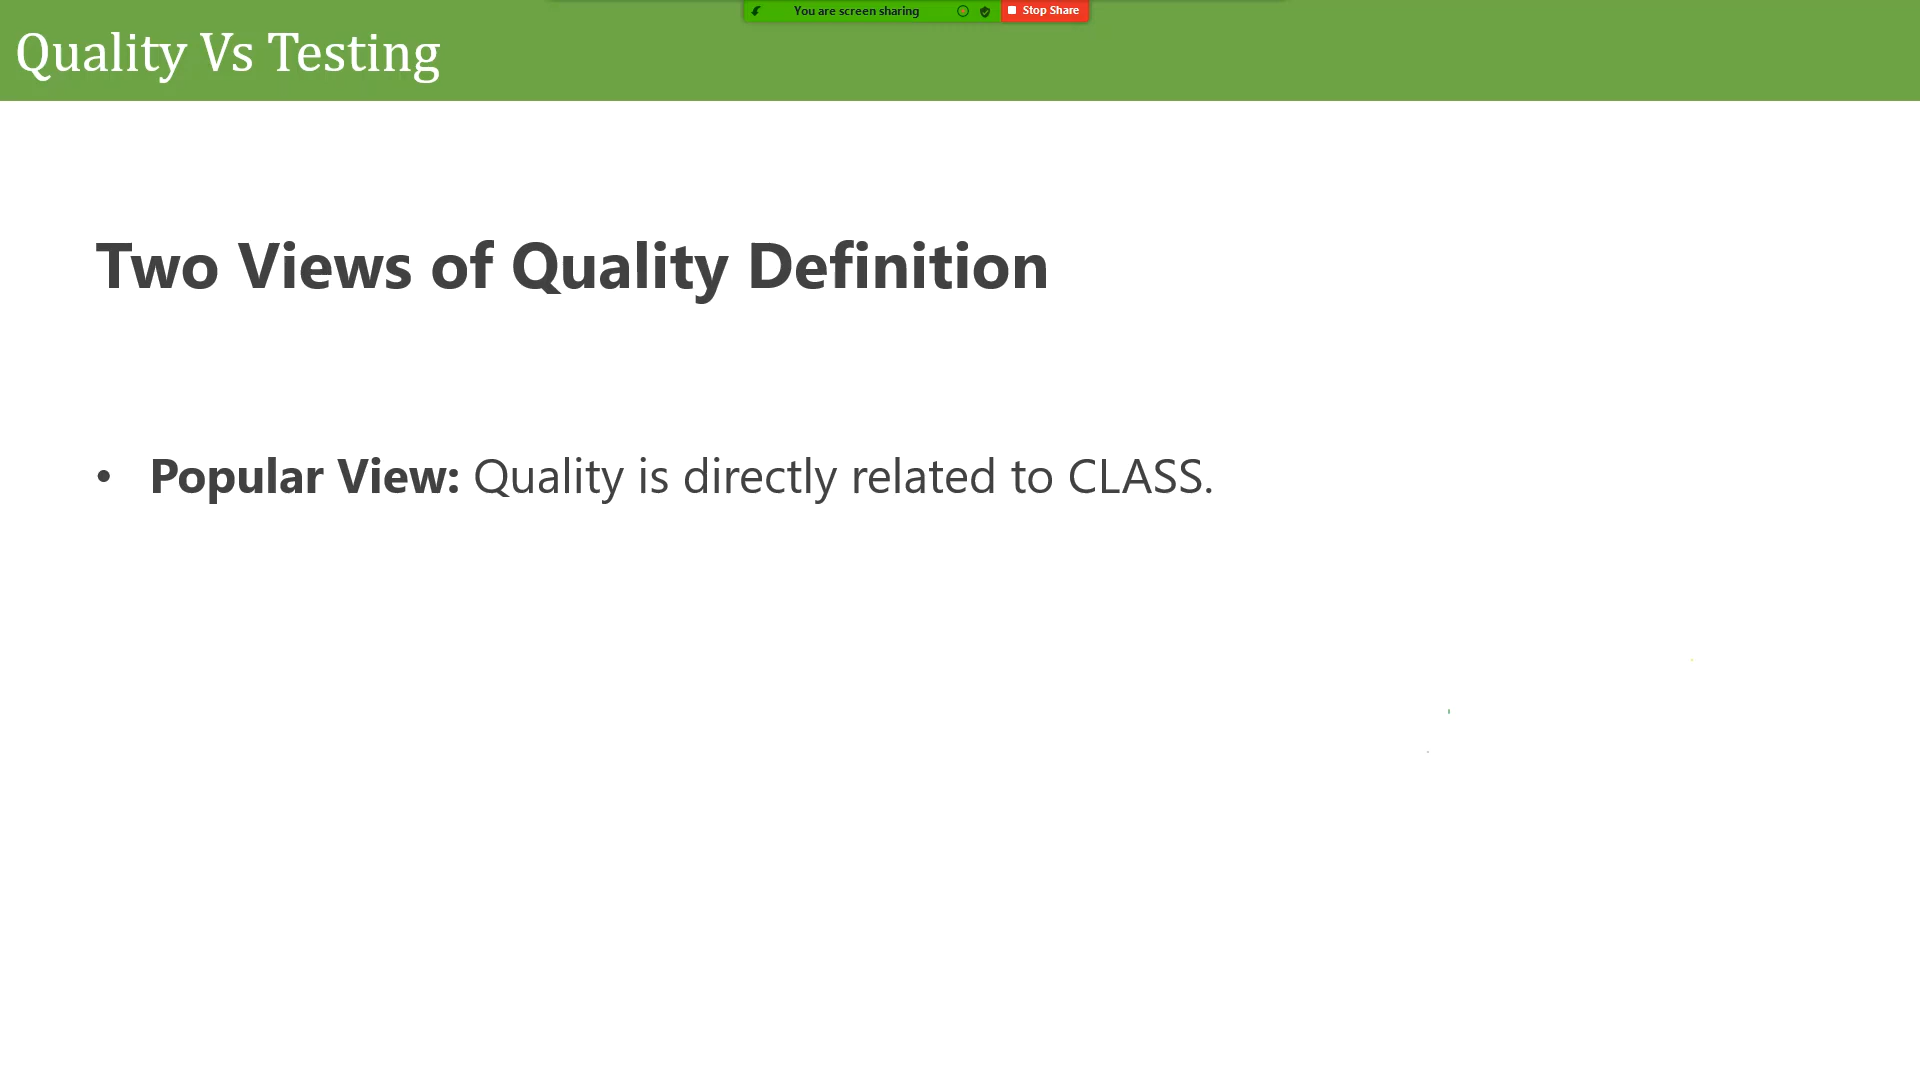 You are screen sharing
Stop Share
Quality Vs Testing
Two Views of Quality Definition
• Popular View: Quality is directly related to CLASS.